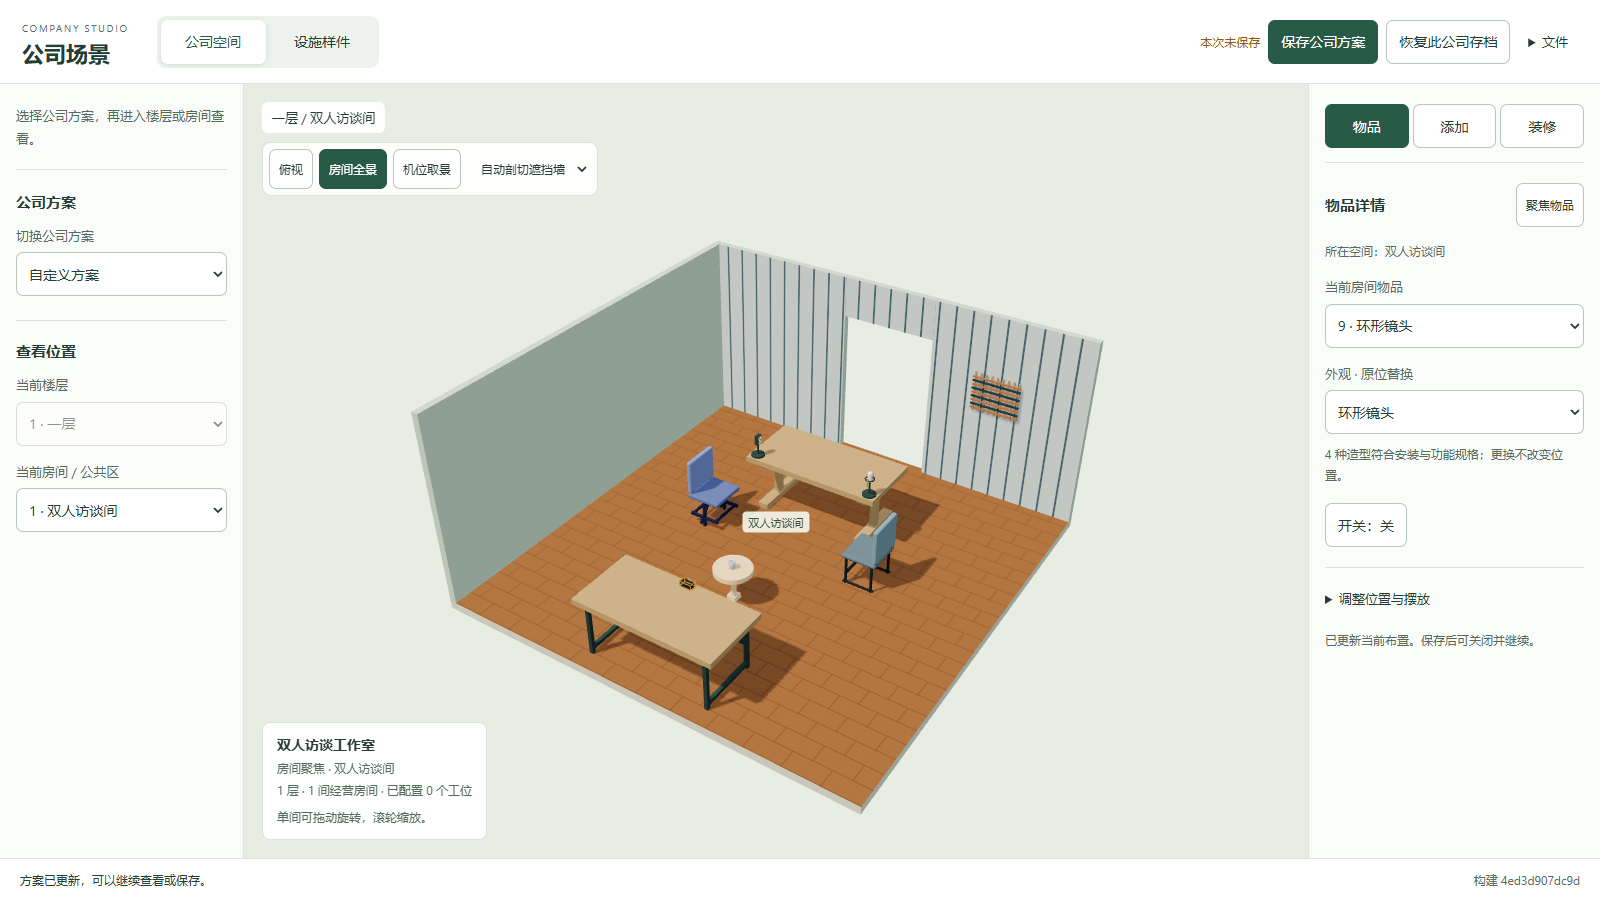 COMPANY STUDIO
公司场景
公司空间
设施样件
本次未保存
保存公司方案
恢复此公司存档
文件
选择公司方案，再进入楼层或房间查
看。
公司方案
切换公司方案
自定义方案
查看位置
当前楼层
1 · 一层
当前房间 / 公共区
1 · 双人访谈间
一层 / 双人访谈间
俯视
房间全景
机位取景
自动剖切遮挡墙
双人访谈间
双人访谈工作室
房间聚焦 · 双人访谈间
1 层 · 1 间经营房间 · 已配置 0 个工位
单间可拖动旋转，滚轮缩放。
物品
添加
装修
物品详情
聚焦物品
所在空间：双人访谈间
当前房间物品
9 · 环形镜头
外观 · 原位替换
环形镜头
4 种造型符合安装与功能规格；更换不改变位
置。
开关：关
调整位置与摆放
已更新当前布置。保存后可关闭并继续。
方案已更新，可以继续查看或保存。
构建 4ed3d907dc9d